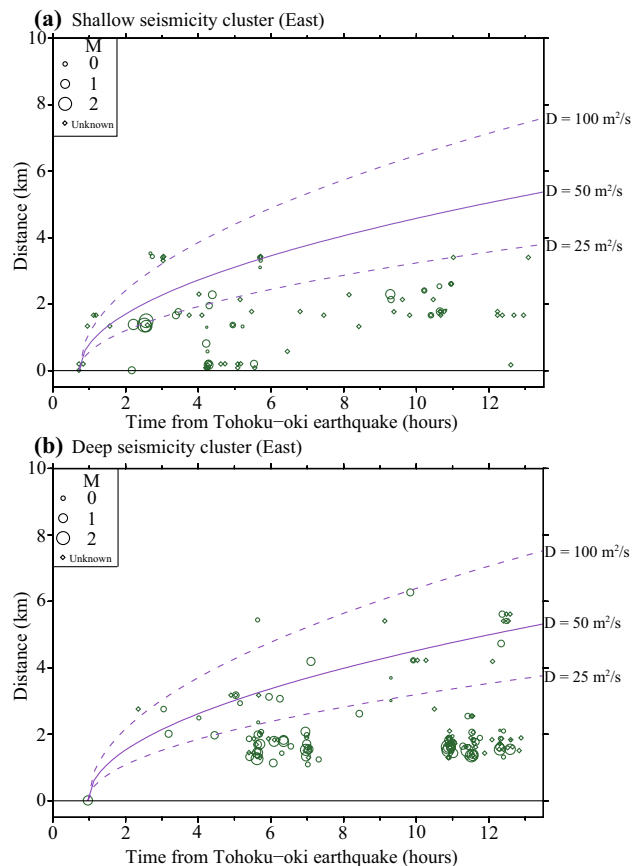 (a) Shallow seismicity cluster (East)
10
8
6
4
2
0
Distance (km)
M
0
1
2
Unknown
D = 100 m²/s
D = 50 m²/s
D = 25 m²/s
0 2 4 6 8 10 12
Time from Tohoku−oki earthquake (hours)
(b) Deep seismicity cluster (East)
10
8
6
4
2
0
Distance (km)
M
0
1
2
Unknown
D = 100 m²/s
D = 50 m²/s
D = 25 m²/s
0 2 4 6 8 10 12
Time from Tohoku−oki earthquake (hours)